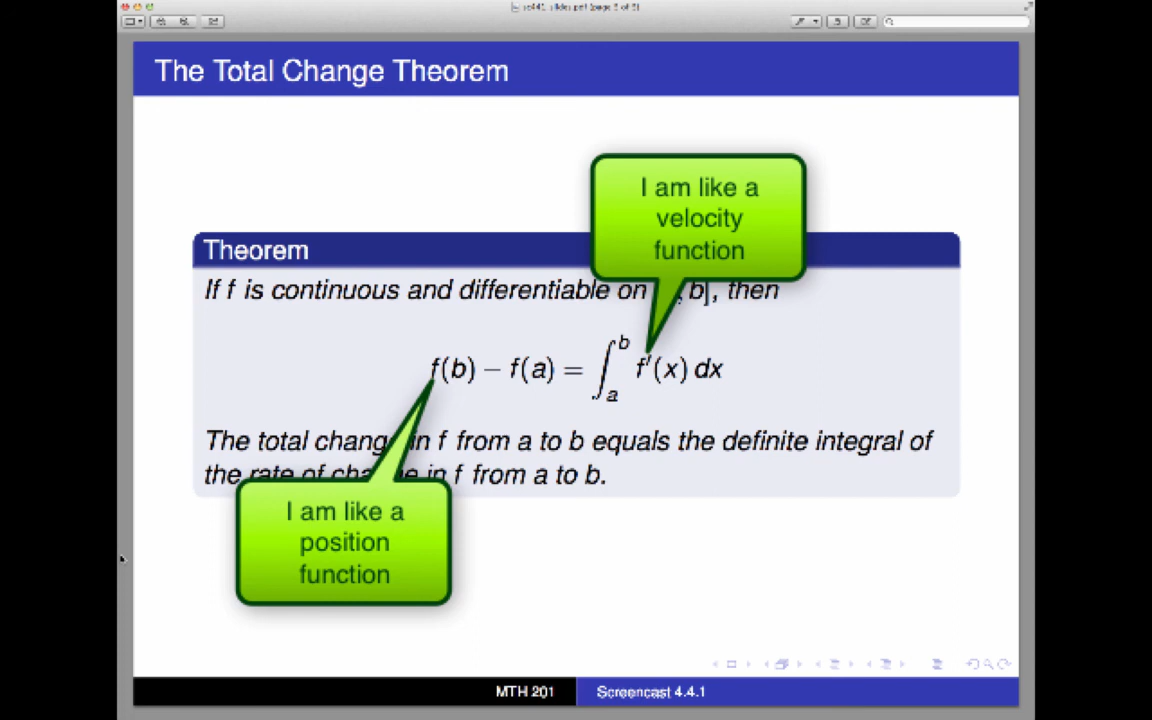 The Total Change Theorem
I am like a
velocity
function
Theorem
If f is continuous and differentiable on , b], then
f(b) − f(a) = ∫_a^b f′(x) dx
The total change in f from a to b equals the definite integral of
the rate of change in f from a to b.
I am like a
position
function
MTH 201
Screencast 4.4.1